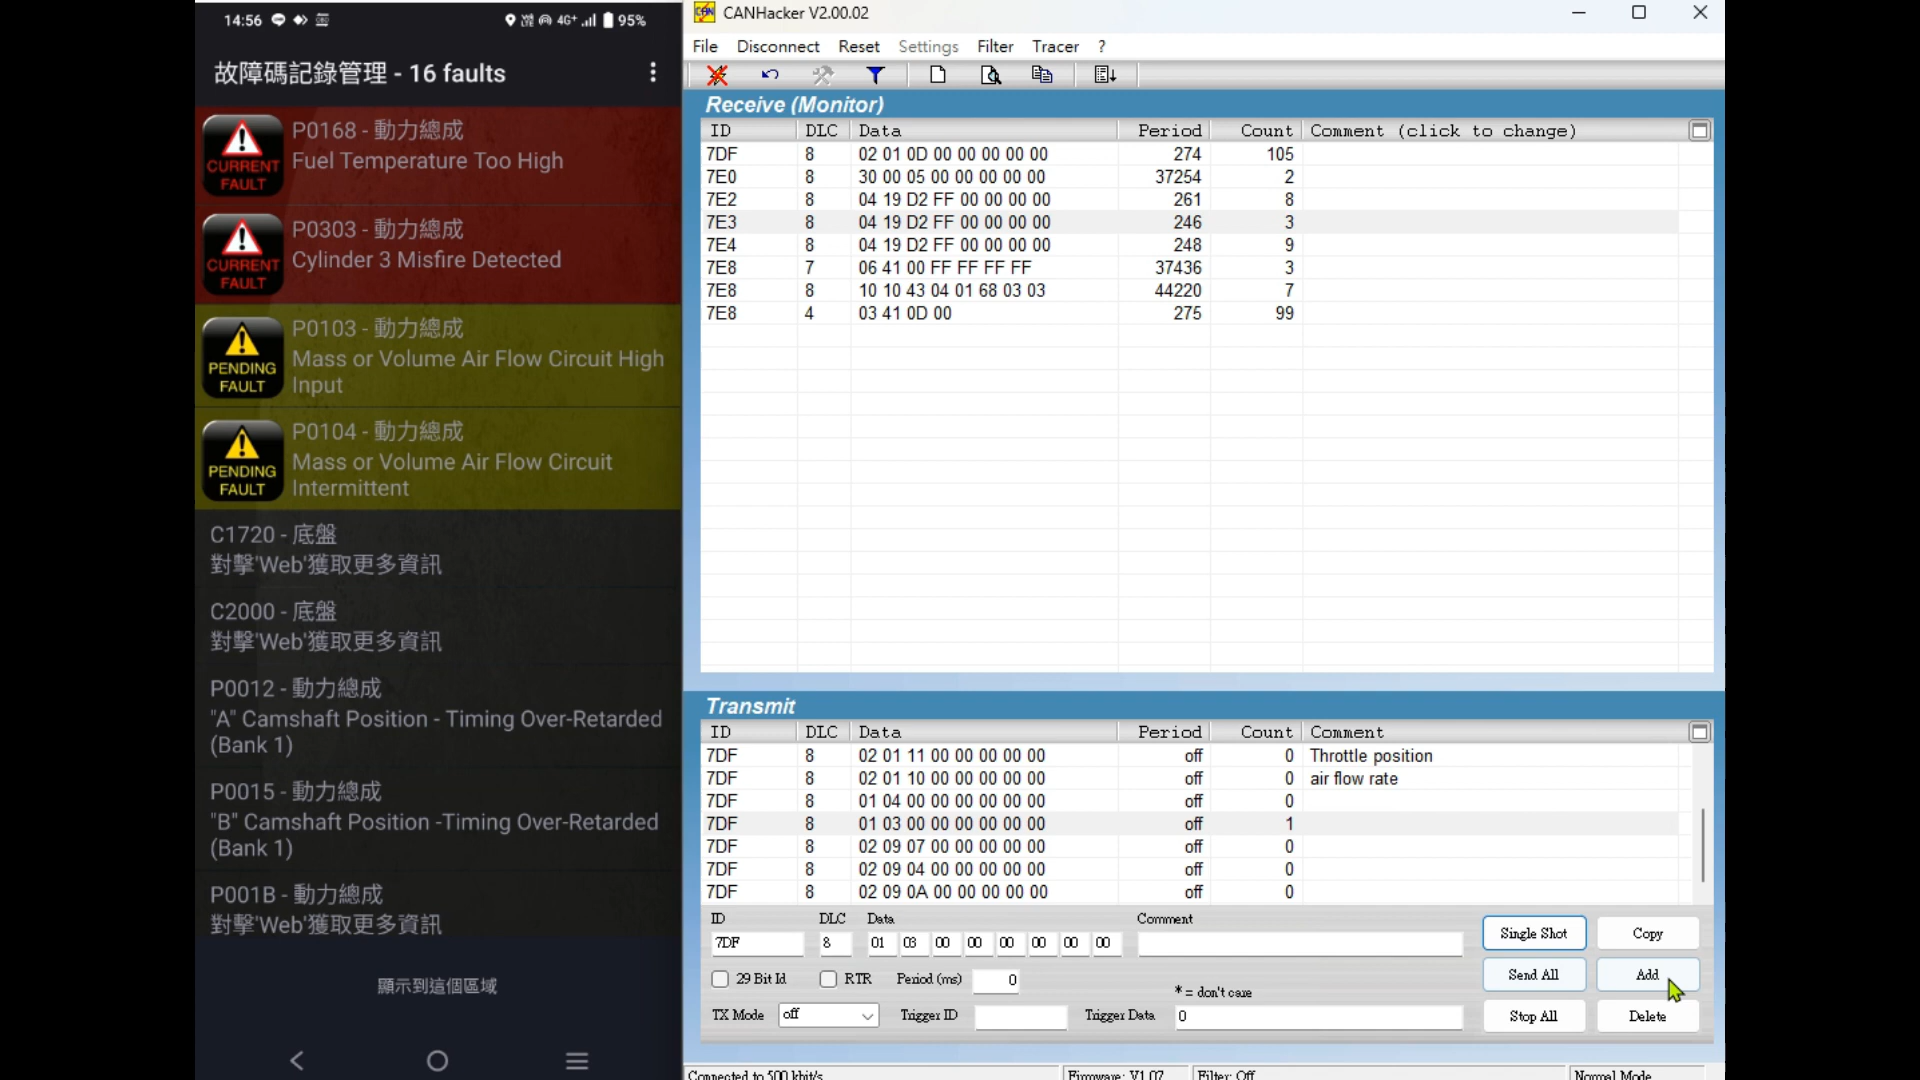 14:56 4G+ 95%
故障碼記錄管理 - 16 faults
CURRENT FAULT
P0168 - 動力總成
Fuel Temperature Too High
CURRENT FAULT
P0303 - 動力總成
Cylinder 3 Misfire Detected
PENDING FAULT
P0103 - 動力總成
Mass or Volume Air Flow Circuit High
Input
PENDING FAULT
P0104 - 動力總成
Mass or Volume Air Flow Circuit
Intermittent
C1720 - 底盤
對擊'Web'獲取更多資訊
C2000 - 底盤
對擊'Web'獲取更多資訊
P0012 - 動力總成
"A" Camshaft Position - Timing Over-Retarded
(Bank 1)
P0015 - 動力總成
"B" Camshaft Position -Timing Over-Retarded
(Bank 1)
P001B - 動力總成
對擊'Web'獲取更多資訊
顯示到這個區域
CAN CANHacker V2.00.02
File Disconnect Reset Settings Filter Tracer ?
Receive (Monitor)
ID DLC Data Period Count Comment (click to change)
7DF 8 02 01 0D 00 00 00 00 00 274 105
7E0 8 30 00 05 00 00 00 00 00 37254 2
7E2 8 04 19 D2 FF 00 00 00 00 261 8
7E3 8 04 19 D2 FF 00 00 00 00 246 3
7E4 8 04 19 D2 FF 00 00 00 00 248 9
7E8 7 06 41 00 FF FF FF FF 37436 3
7E8 8 10 10 43 04 01 68 03 03 44220 7
7E8 4 03 41 0D 00 275 99
Transmit
ID DLC Data Period Count Comment
7DF 8 02 01 11 00 00 00 00 00 off 0 Throttle position
7DF 8 02 01 10 00 00 00 00 00 off 0 air flow rate
7DF 8 01 04 00 00 00 00 00 00 off 0
7DF 8 01 03 00 00 00 00 00 00 off 1
7DF 8 02 09 07 00 00 00 00 00 off 0
7DF 8 02 09 04 00 00 00 00 00 off 0
7DF 8 02 09 0A 00 00 00 00 00 off 0
ID DLC Data Comment
7DF 8 01 03 00 00 00 00 00 00 Single Shot Copy
29 Bit Id RTR Period (ms) 0 Send All Add
* = don't care
TX Mode off Trigger ID Trigger Data 0 Stop All Delete
Connected to 500 kbit/s Firmware: V1.07 Filter: Off Normal Mode